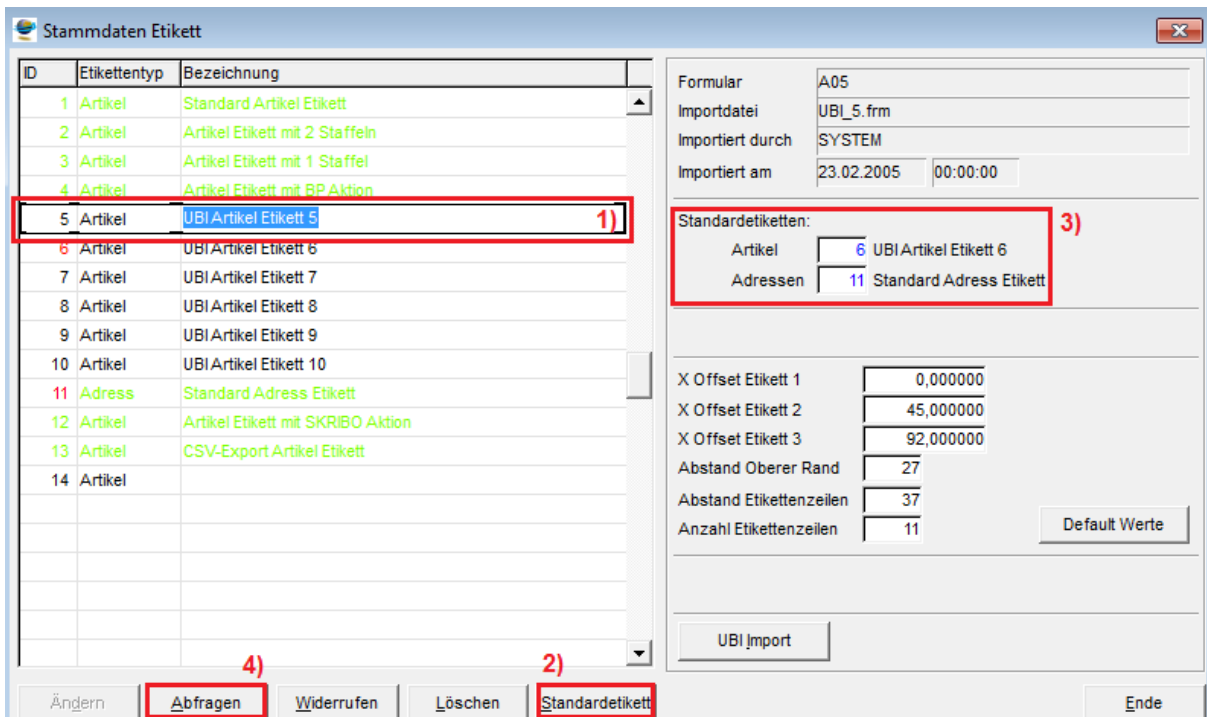 Stammdaten Etikett
ID Etikettentyp Bezeichnung
1 Artikel Standard Artikel Etikett
2 Artikel Artikel Etikett mit 2 Staffeln
3 Artikel Artikel Etikett mit 1 Staffel
4 Artikel Artikel Etikett mit BP Aktion
5 Artikel UBI Artikel Etikett 5 1)
6 Artikel UBI Artikel Etikett 6
7 Artikel UBI Artikel Etikett 7
8 Artikel UBI Artikel Etikett 8
9 Artikel UBI Artikel Etikett 9
10 Artikel UBI Artikel Etikett 10
11 Adress Standard Adress Etikett
12 Artikel Artikel Etikett mit SKRIBO Aktion
13 Artikel CSV-Export Artikel Etikett
14 Artikel
Formular A05
Importdatei UBI_5.frm
Importiert durch SYSTEM
Importiert am 23.02.2005 00:00:00
Standardetiketten: 3)
Artikel 6 UBI Artikel Etikett 6
Adressen 11 Standard Adress Etikett
X Offset Etikett 1 0,000000
X Offset Etikett 2 45,000000
X Offset Etikett 3 92,000000
Abstand Oberer Rand 27
Abstand Etikettenzeilen 37
Anzahl Etikettenzeilen 11
Default Werte
UBI Import
4) 2)
Ändern Abfragen Widerrufen Löschen Standardetikett Ende